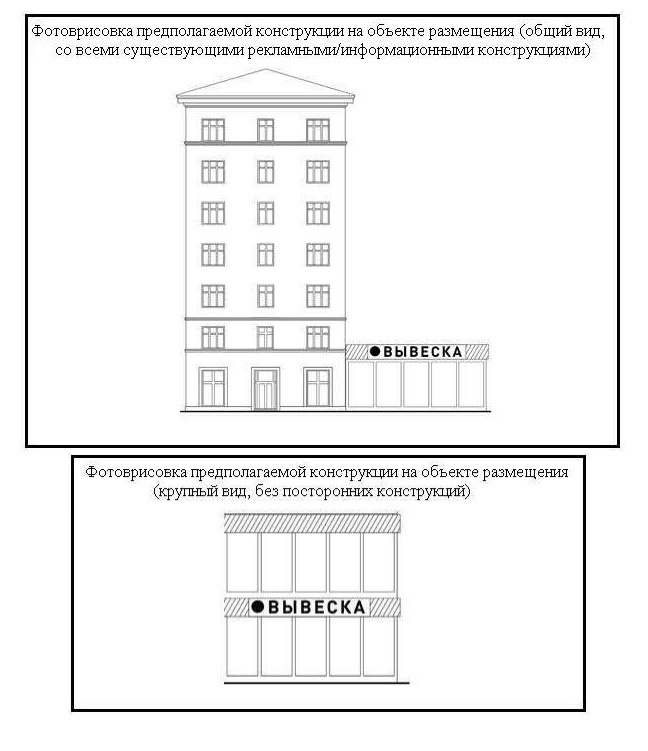 Фотоврисовка предполагаемой конструкции на объекте размещения (общий вид,
со всеми существующими рекламными/информационными конструкциями)
ВЫВЕСКА
Фотоврисовка предполагаемой конструкции на объекте размещения
(крупный вид, без посторонних конструкций)
ВЫВЕСКА